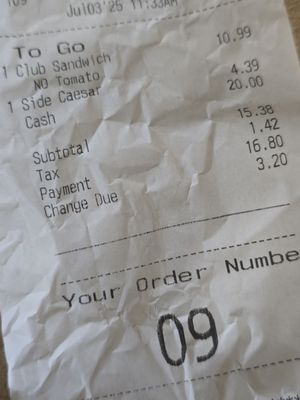 Jul03'25 11:33AM
To Go
1 Club Sandwich 10.99
NO Tomato
1 Side Caesar 4.39
Cash 20.00
Subtotal 15.38
Tax 1.42
Payment 16.80
Change Due 3.20
Your Order Numbe
09